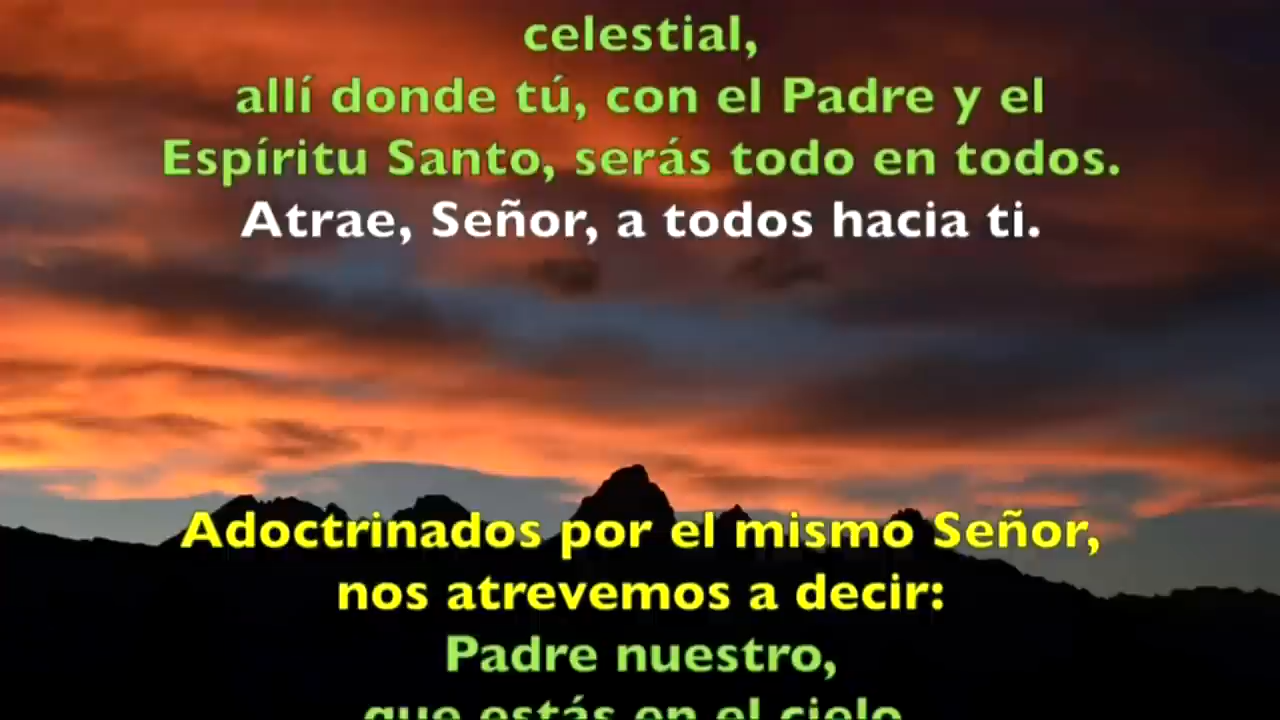 celestial,
allí donde tú, con el Padre y el
Espíritu Santo, serás todo en todos.
Atrae, Señor, a todos hacia ti.
Adoctrinados por el mismo Señor,
nos atrevemos a decir:
Padre nuestro,
que estás en el cielo